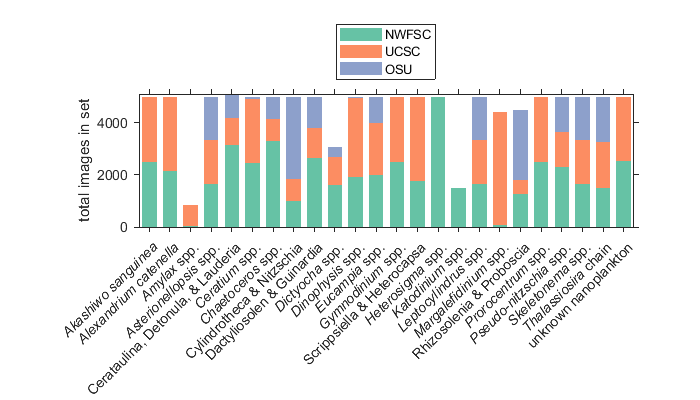 NWFSC
UCSC
OSU
total images in set
4000
2000
0
Akashiwo sanguinea
Alexandrium catenella
Amylax spp.
Asterionellopsis spp.
Cerataulina, Detonula, & Lauderia
Ceratium spp.
Chaetoceros spp.
Cylindrotheca & Nitzschia
Dactyliosolen & Guinardia
Dictyocha spp.
Dinophysis spp.
Eucampia spp.
Gymnodinium spp.
Scrippsiella & Heterocapsa
Heterosigma spp.
Katodinium spp.
Leptocylindrus spp.
Margalefidinium spp.
Rhizosolenia & Proboscia
Prorocentrum spp.
Pseudo-nitzschia spp.
Skeletonema spp.
Thalassiosira chain
unknown nanoplankton